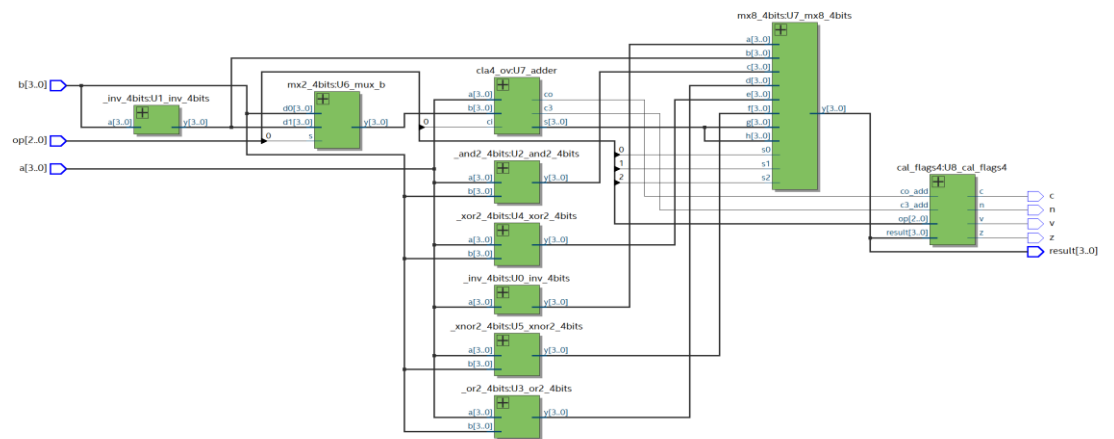 mx8_4bits:U7_mx8_4bits
a[3..0]
b[3..0]
c[3..0]
d[3..0]
e[3..0]
f[3..0]
g[3..0]
h[3..0]
s0
s1
s2
y[3..0]
0
1
2
b[3..0]
op[2..0]
a[3..0]
_inv_4bits:U1_inv_4bits
a[3..0] y[3..0]
mx2_4bits:U6_mux_b
d0[3..0]
d1[3..0] y[3..0]
s
0
cla4_ov:U7_adder
a[3..0] co
b[3..0] c3
ci s[3..0]
0
_and2_4bits:U2_and2_4bits
a[3..0] y[3..0]
b[3..0]
_xor2_4bits:U4_xor2_4bits
a[3..0] y[3..0]
b[3..0]
_inv_4bits:U0_inv_4bits
a[3..0] y[3..0]
_xnor2_4bits:U5_xnor2_4bits
a[3..0] y[3..0]
b[3..0]
_or2_4bits:U3_or2_4bits
a[3..0] y[3..0]
b[3..0]
cal_flags4:U8_cal_flags4
co_add c
c3_add n
op[2..0] v
result[3..0] z
c
n
v
z
result[3..0]